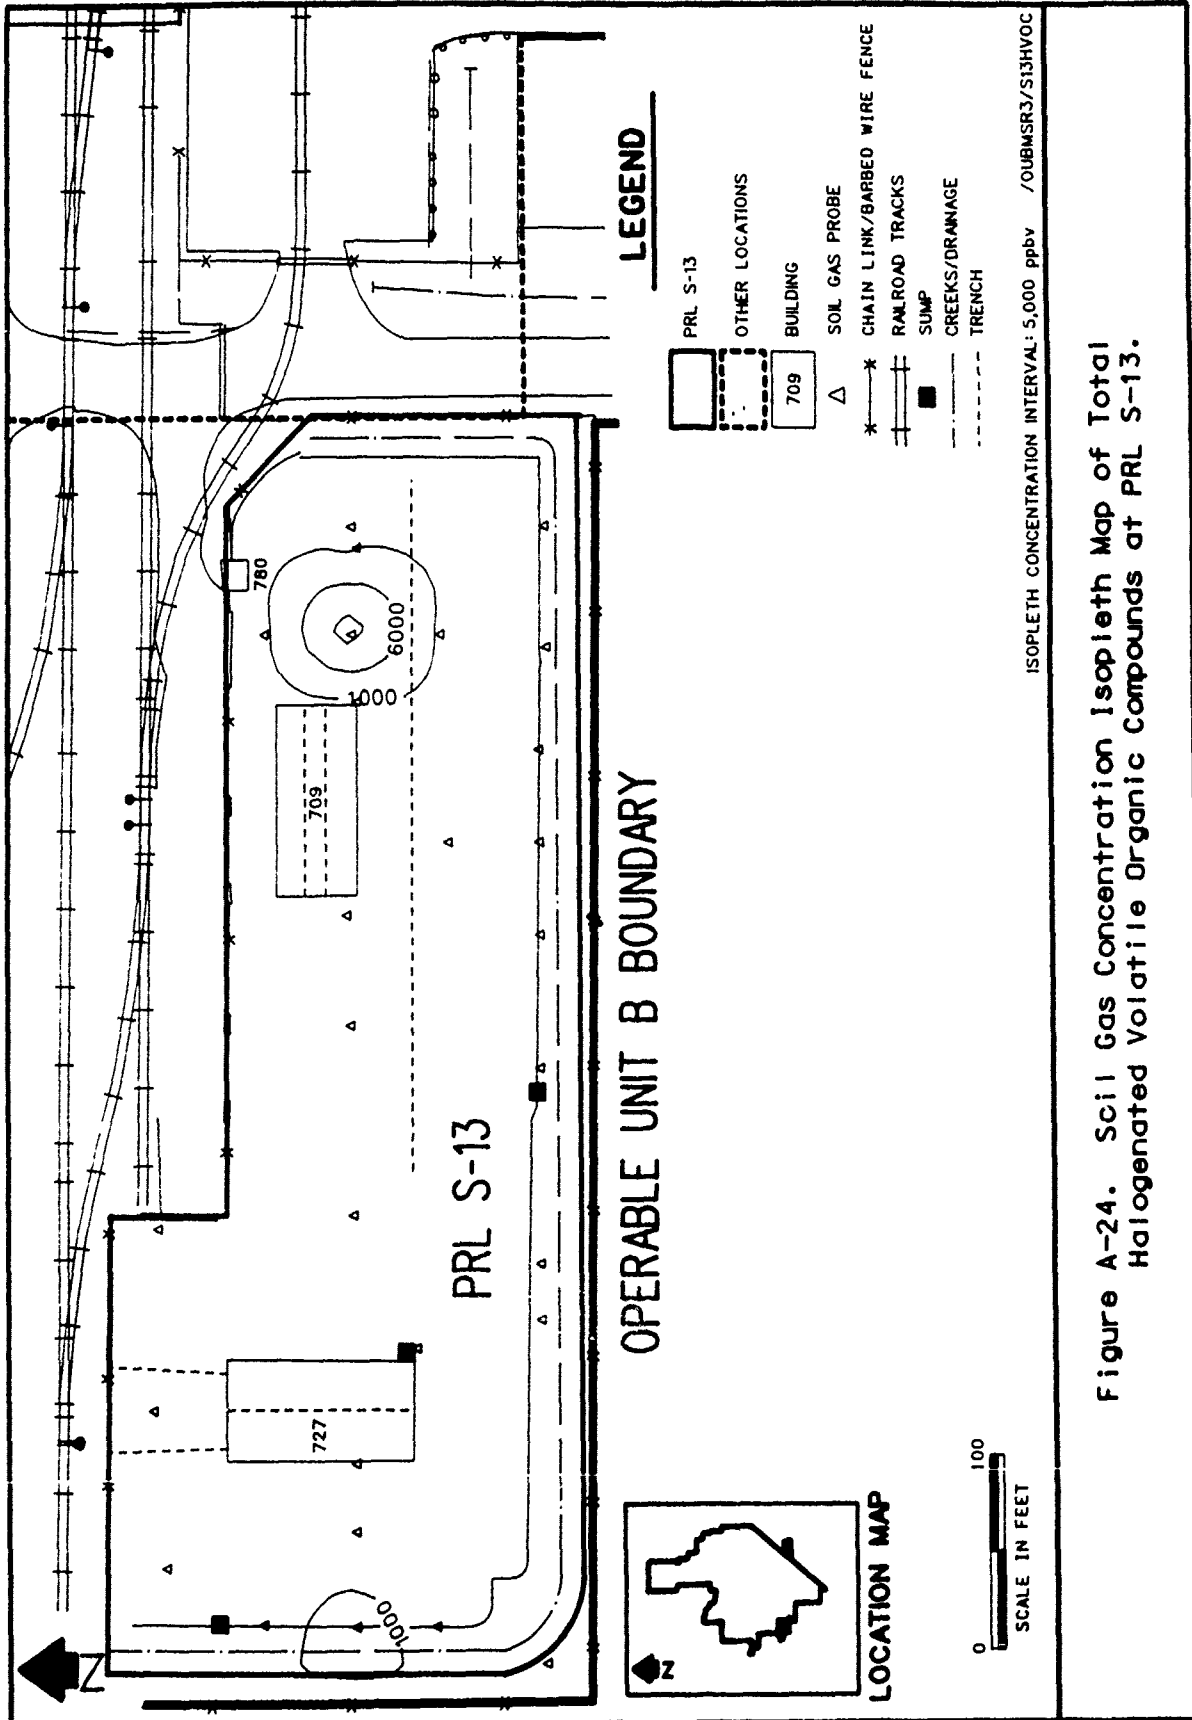 N
780
6000
1000
709
727
1000
PRL S-13
OPERABLE UNIT B BOUNDARY
N
LOCATION MAP
0 100
SCALE IN FEET
LEGEND
PRL S-13
OTHER LOCATIONS
709 BUILDING
SOIL GAS PROBE
CHAIN LINK/BARBED WIRE FENCE
RAILROAD TRACKS
SUMP
CREEKS/DRAINAGE
TRENCH
ISOPLETH CONCENTRATION INTERVAL: 5,000 ppbv /OUBMSR3/S13HVOC
Figure A-24. Scil Gas Concentration Isopleth Map of Total
Halogenated Volatile Organic Compounds at PRL S-13.